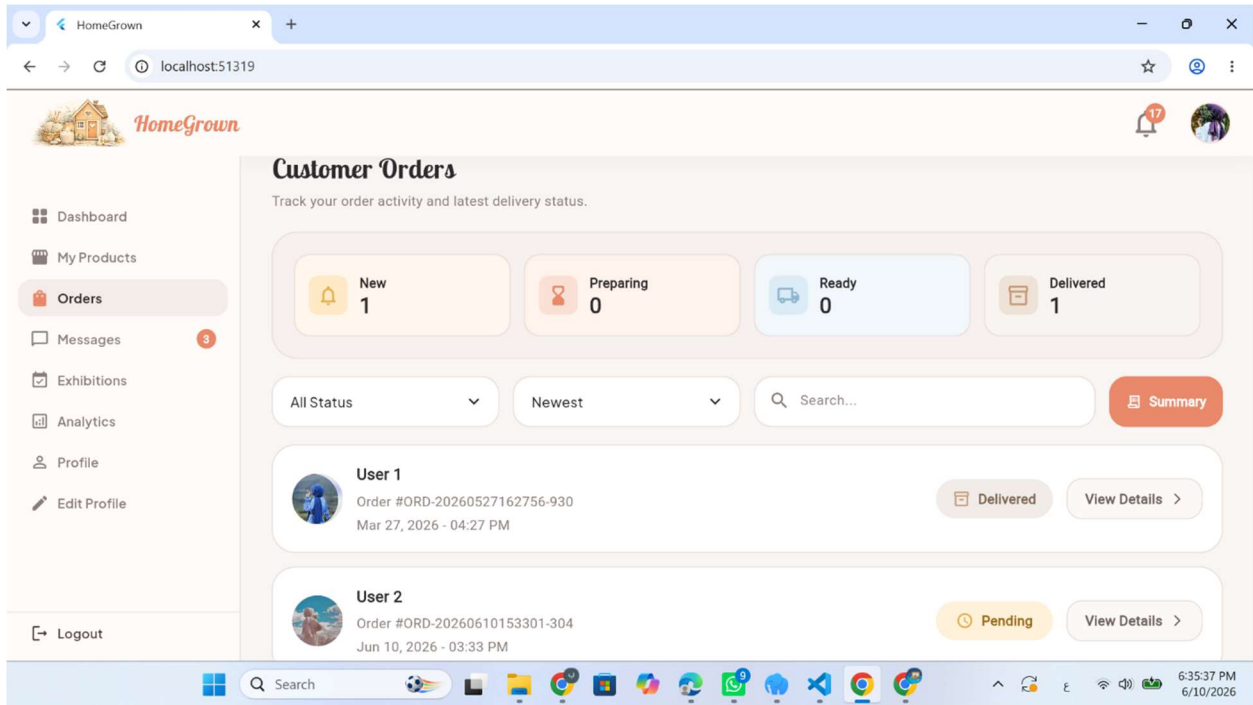 HomeGrown
localhost:51319
HomeGrown
17
Customer Orders
Track your order activity and latest delivery status.
Dashboard
My Products
Orders
Messages 3
Exhibitions
Analytics
Profile
Edit Profile
Logout
New
1
Preparing
0
Ready
0
Delivered
1
All Status
Newest
Search...
Summary
User 1
Order #ORD-20260527162756-930
Mar 27, 2026 - 04:27 PM
Delivered
View Details
User 2
Order #ORD-20260610153301-304
Jun 10, 2026 - 03:33 PM
Pending
View Details
Search
9
ع
6:35:37 PM
6/10/2026